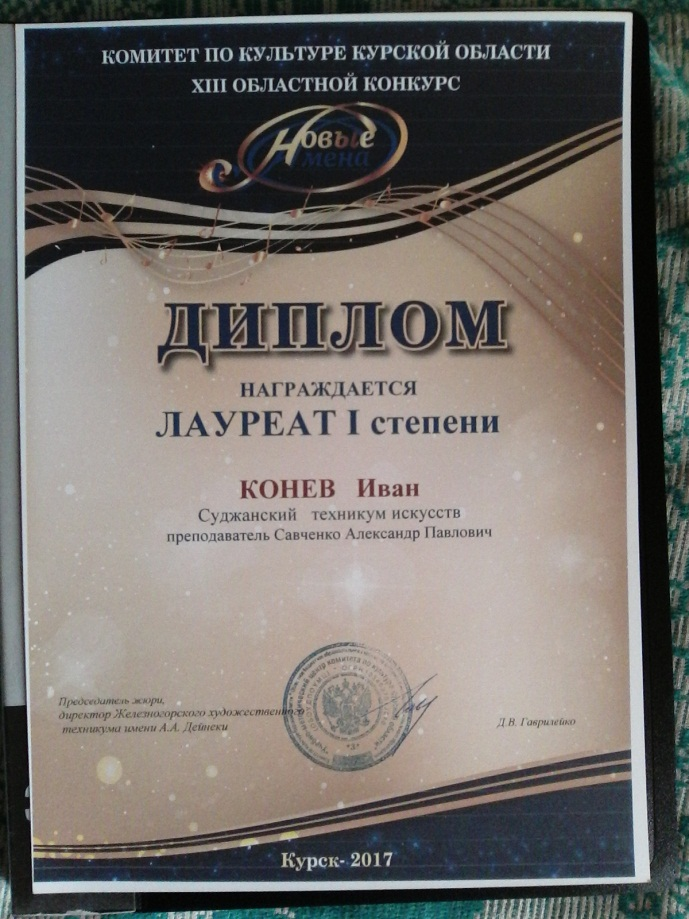 КОМИТЕТ ПО КУЛЬТУРЕ КУРСКОЙ ОБЛАСТИ
XIII ОБЛАСТНОЙ КОНКУРС
Новые
имена
ДИПЛОМ
НАГРАЖДАЕТСЯ
ЛАУРЕАТ I степени
КОНЕВ Иван
Суджанский техникум искусств
преподаватель Савченко Александр Павлович
Председатель жюри,
директор Железногорского художественного
техникума имени А.А. Дейнеки
Д.В. Гаврилейко
Курск- 2017